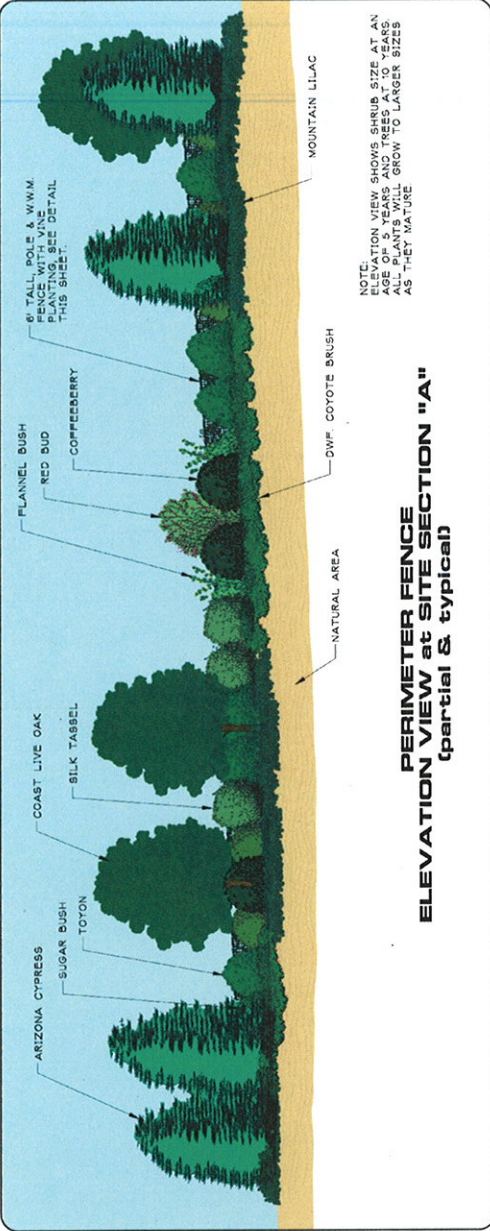 ARIZONA CYPRESS
SUGAR BUSH
TOYON
COAST LIVE OAK
SILK TASSEL
FLANNEL BUSH
RED BUD
COFFEEBERRY
6' TALL, POLE & W.W.M.
FENCE WITH VINE
PLANTING, SEE DETAIL
THIS SHEET.
NATURAL AREA
DWF. COYOTE BRUSH
MOUNTAIN LILAC
NOTE:
ELEVATION VIEW SHOWS SHRUB SIZE AT AN
AGE OF 5 YEARS AND TREES AT 10 YEARS.
ALL PLANTS WILL GROW TO LARGER SIZES
AS THEY MATURE.
PERIMETER FENCE
ELEVATION VIEW at SITE SECTION "A"
(partial & typical)